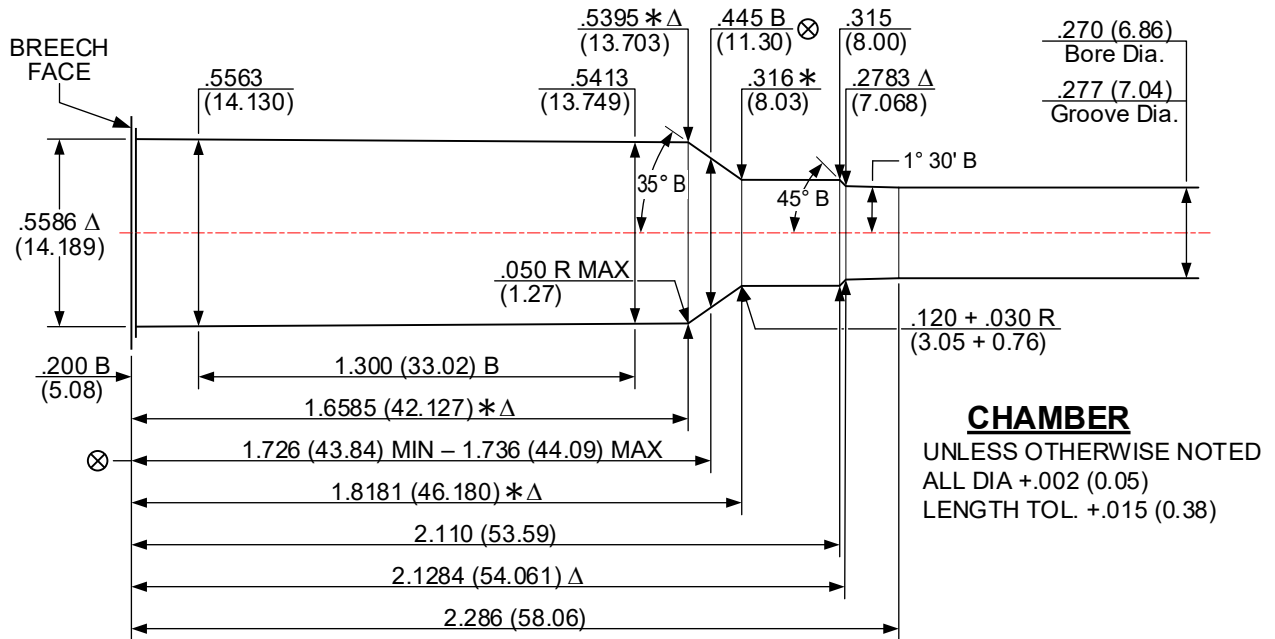 .5395 * Δ
(13.703)
.445 B ⊗
(11.30)
.315
(8.00)
.270 (6.86)
Bore Dia.
BREECH
FACE
.5563
(14.130)
.5413
(13.749)
.316 *
(8.03)
.2783 Δ
(7.068)
.277 (7.04)
Groove Dia.
35° B
45° B
1° 30' B
.5586 Δ
(14.189)
.050 R MAX
(1.27)
.120 + .030 R
(3.05 + 0.76)
.200 B
(5.08)
1.300 (33.02) B
1.6585 (42.127) * Δ
⊗ 1.726 (43.84) MIN – 1.736 (44.09) MAX
1.8181 (46.180) * Δ
2.110 (53.59)
2.1284 (54.061) Δ
2.286 (58.06)
CHAMBER
UNLESS OTHERWISE NOTED
ALL DIA +.002 (0.05)
LENGTH TOL. +.015 (0.38)